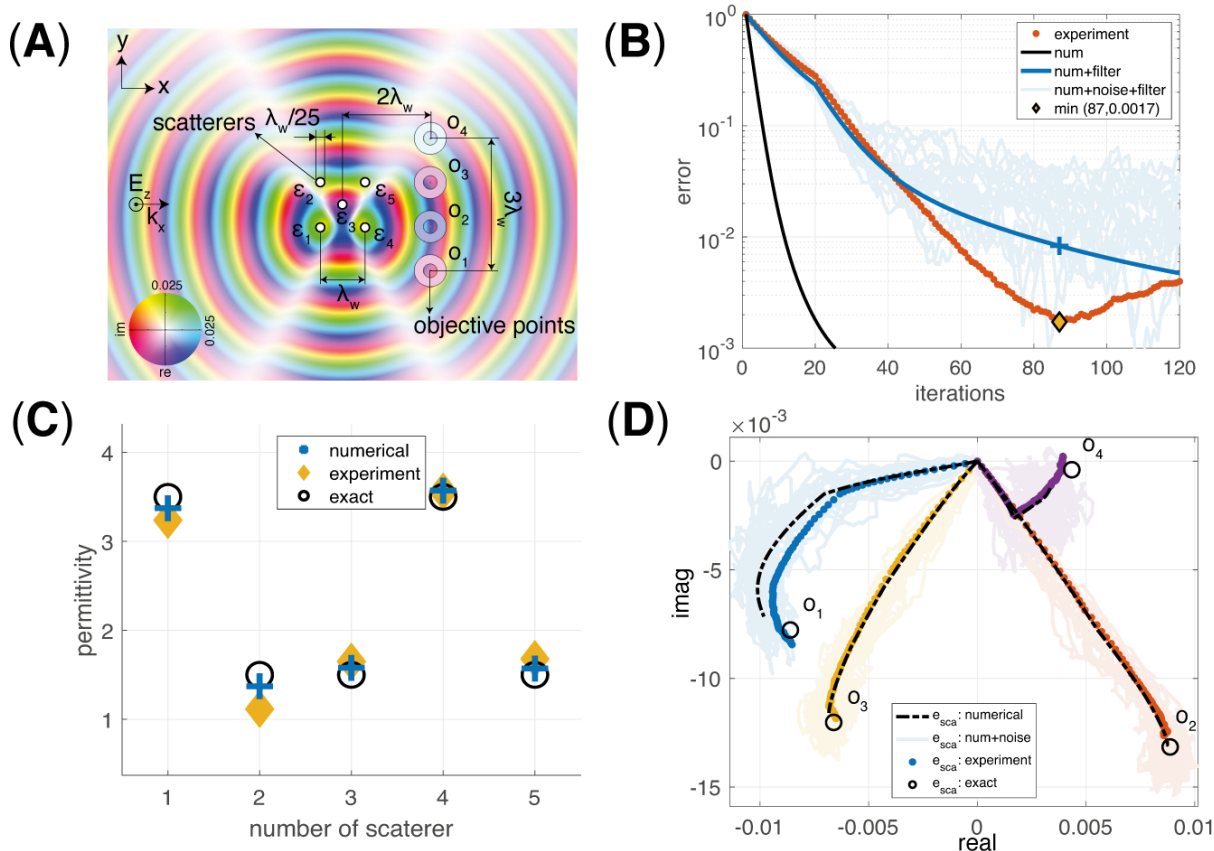 (A)
y
x
2λw
λw/25
scatterers
O4
O3
O2
O1
ε2
ε5
ε3
ε1
ε4
Ez
kx
3λw
λw
objective points
0.025
0.025
im
re
(B)
10^0
10^-1
10^-2
10^-3
error
0
20
40
60
80
100
120
iterations
experiment
num
num+filter
num+noise+filter
min (87,0.0017)
(C)
4
3
2
1
permittivity
1
2
3
4
5
number of scaterer
numerical
experiment
exact
(D)
×10^-3
0
-5
-10
-15
imag
-0.01
-0.005
0
0.005
0.01
real
O4
O1
O3
O2
esca: numerical
esca: num+noise
esca: experiment
esca: exact